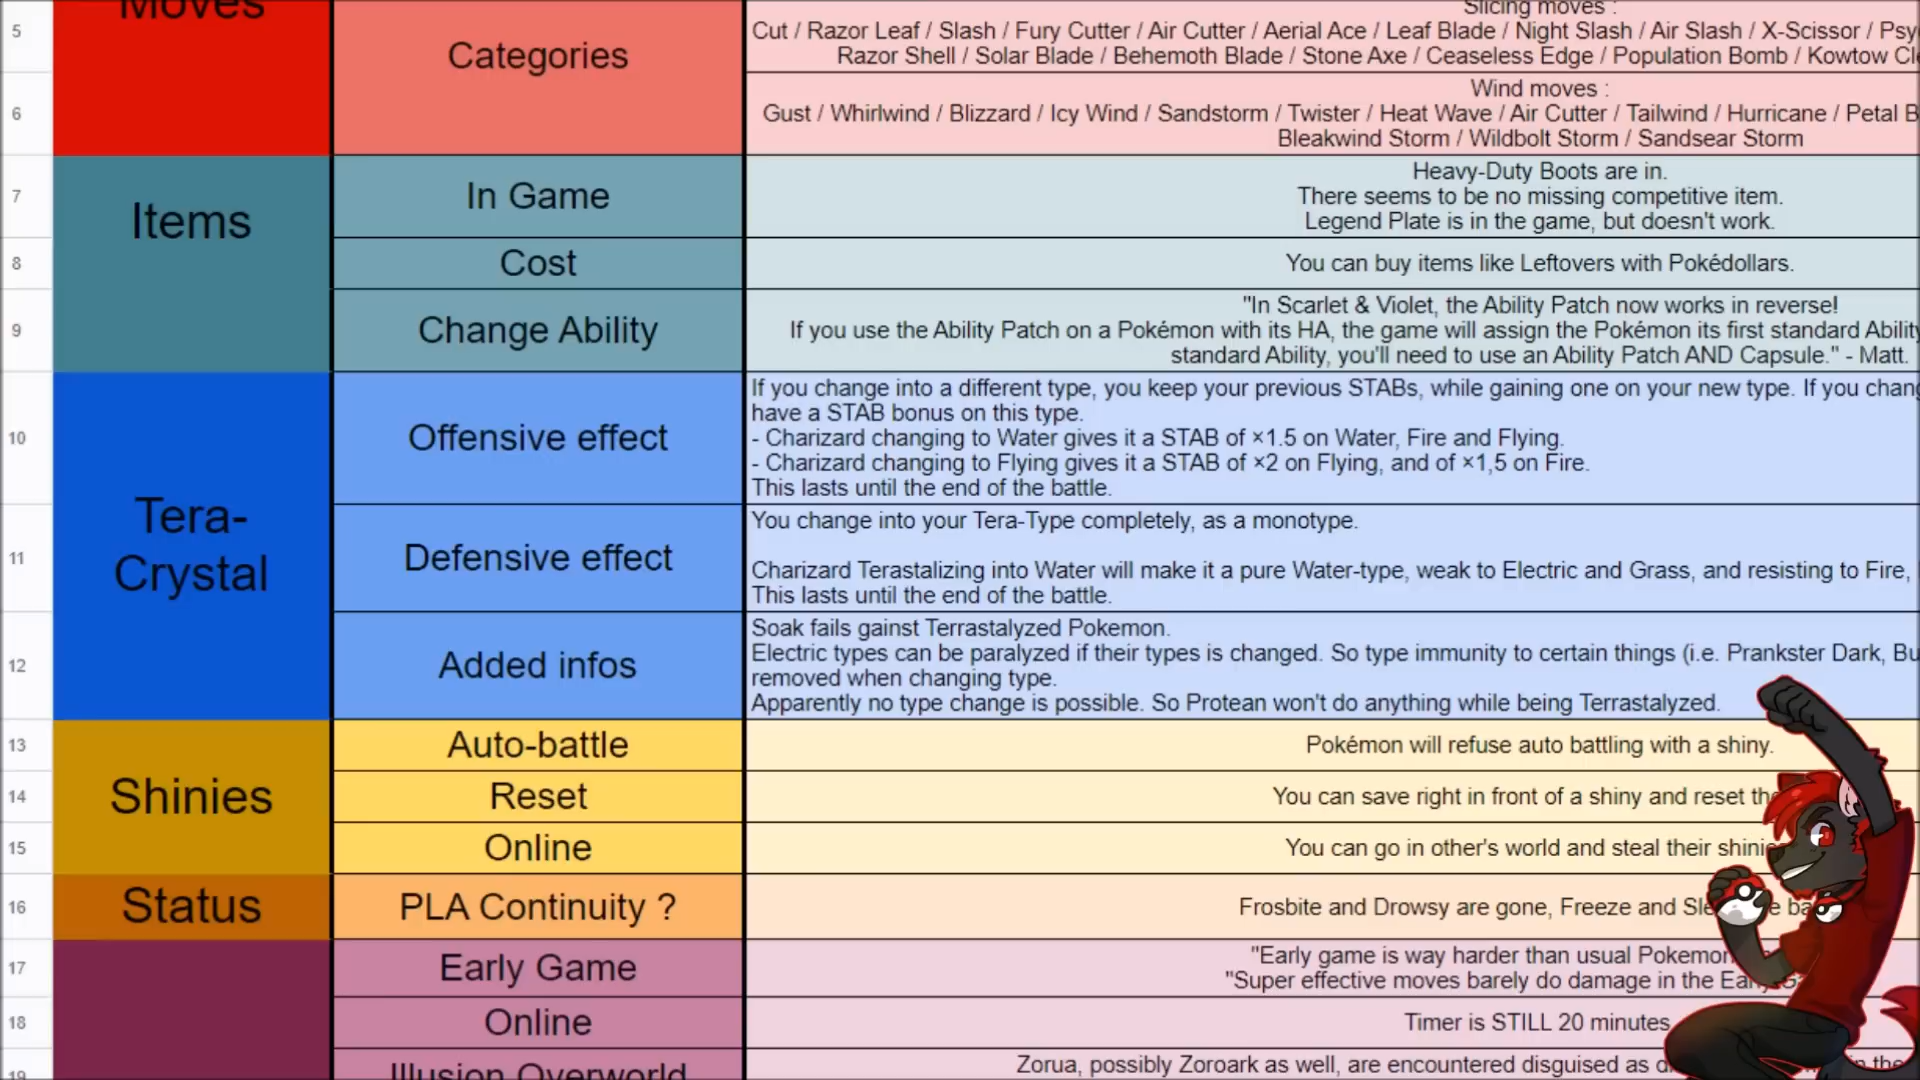 Moves
Slicing moves :
5
Categories
Cut / Razor Leaf / Slash / Fury Cutter / Air Cutter / Aerial Ace / Leaf Blade / Night Slash / Air Slash / X-Scissor /
Razor Shell / Solar Blade / Behemoth Blade / Stone Axe / Ceaseless Edge / Population Bomb / Kowtow
6
Wind moves :
Gust / Whirlwind / Blizzard / Icy Wind / Sandstorm / Twister / Heat Wave / Air Cutter / Tailwind / Hurricane / Petal
Bleakwind Storm / Wildbolt Storm / Sandsear Storm
Items
7
In Game
Heavy-Duty Boots are in.
There seems to be no missing competitive item.
Legend Plate is in the game, but doesn't work.
8
Cost
You can buy items like Leftovers with Pokédollars.
9
Change Ability
"In Scarlet & Violet, the Ability Patch now works in reverse!
If you use the Ability Patch on a Pokémon with its HA, the game will assign the Pokémon its first standard Ability
standard Ability, you'll need to use an Ability Patch AND Capsule." - Matt.
Tera-
Crystal
10
Offensive effect
If you change into a different type, you keep your previous STABs, while gaining one on your new type. If you
have a STAB bonus on this type.
- Charizard changing to Water gives it a STAB of ×1.5 on Water, Fire and Flying.
- Charizard changing to Flying gives it a STAB of ×2 on Flying, and of ×1,5 on Fire.
This lasts until the end of the battle.
11
Defensive effect
You change into your Tera-Type completely, as a monotype.
Charizard Terastalizing into Water will make it a pure Water-type, weak to Electric and Grass, and resisting to Fire,
This lasts until the end of the battle.
12
Added infos
Soak fails gainst Terrastalyzed Pokemon.
Electric types can be paralyzed if their types is changed. So type immunity to certain things (i.e. Prankster Dark,
removed when changing type.
Apparently no type change is possible. So Protean won't do anything while being Terrastalyzed.
Shinies
13
Auto-battle
Pokémon will refuse auto battling with a shiny.
14
Reset
You can save right in front of a shiny and reset
15
Online
You can go in other's world and steal their
Status
16
PLA Continuity ?
Frosbite and Drowsy are gone, Freeze and
17
Early Game
"Early game is way harder than usual Pokemon
"Super effective moves barely do damage in the
18
Online
Timer is STILL 20 minutes
19
Illusion Overworld
Zorua, possibly Zoroark as well, are encountered disguised as